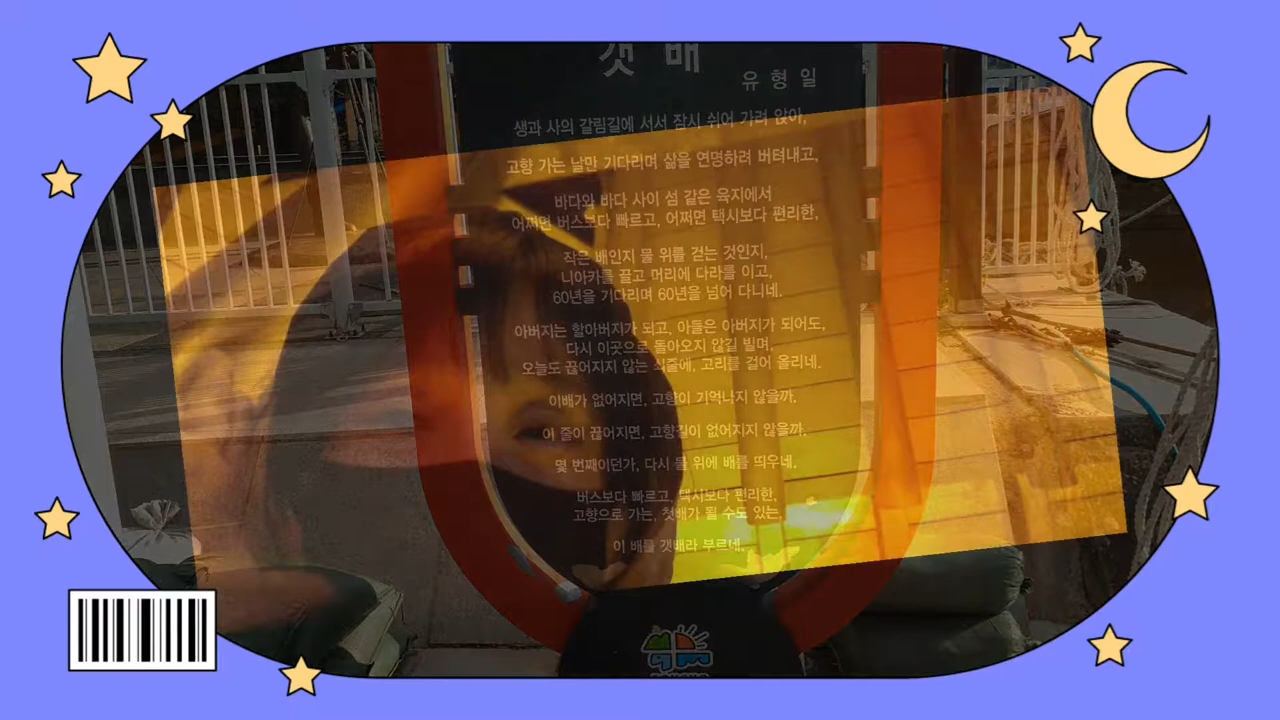 갯 배
유 형 일
생과 사의 갈림길에 서서 잠시 쉬어 가려 앉아,
고향 가는 날만 기다리며 삶을 연명하려 버텨내고,
바다와 바다 사이 섬 같은 육지에서
어쩌면 버스보다 빠르고, 어쩌면 택시보다 편리한,
작은 배인지 물 위를 걷는 것인지,
니아카를 끌고 머리에 다라를 이고,
60년을 기다리며 60년을 넘어 다니네.
아버지는 할아버지가 되고, 아들은 아버지가 되어도,
다시 이곳으로 돌아오지 않길 빌며,
오늘도 끊어지지 않는 쇠줄에, 고리를 걸어 올리네.
이배가 없어지면, 고향이 기억나지 않을까.
이 줄이 끊어지면, 고향길이 없어지지 않을까.
몇 번째이던가, 다시 물 위에 배를 띄우네.
버스보다 빠르고, 택시보다 편리한,
고향으로 가는, 첫배가 될 수도 있는,
이 배를 갯배라 부르네.